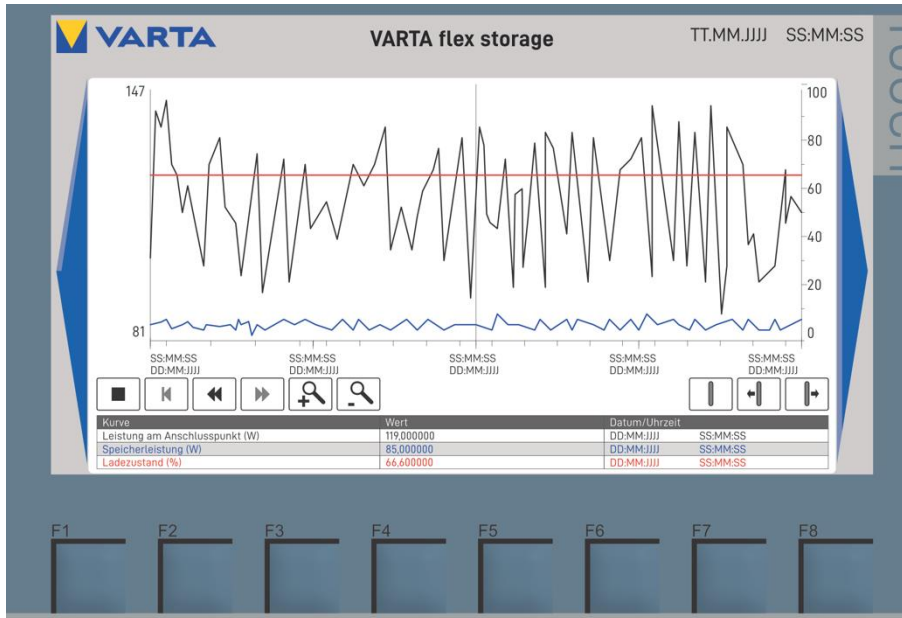 VARTA
VARTA flex storage
TT.MM.JJJJ SS:MM:SS
TOUCH
147
100
80
60
40
20
81
0
SS:MM:SS SS:MM:SS SS:MM:SS SS:MM:SS SS:MM:SS
DD:MM:JJJJ DD:MM:JJJJ DD:MM:JJJJ DD:MM:JJJJ DD:MM:JJJJ
Kurve Wert Datum/Uhrzeit
Leistung am Anschlusspunkt (W) 119,000000 DD:MM:JJJJ SS:MM:SS
Speicherleistung (W) 85,000000 DD:MM:JJJJ SS:MM:SS
Ladezustand (%) 66,600000 DD:MM:JJJJ SS:MM:SS
F1 F2 F3 F4 F5 F6 F7 F8